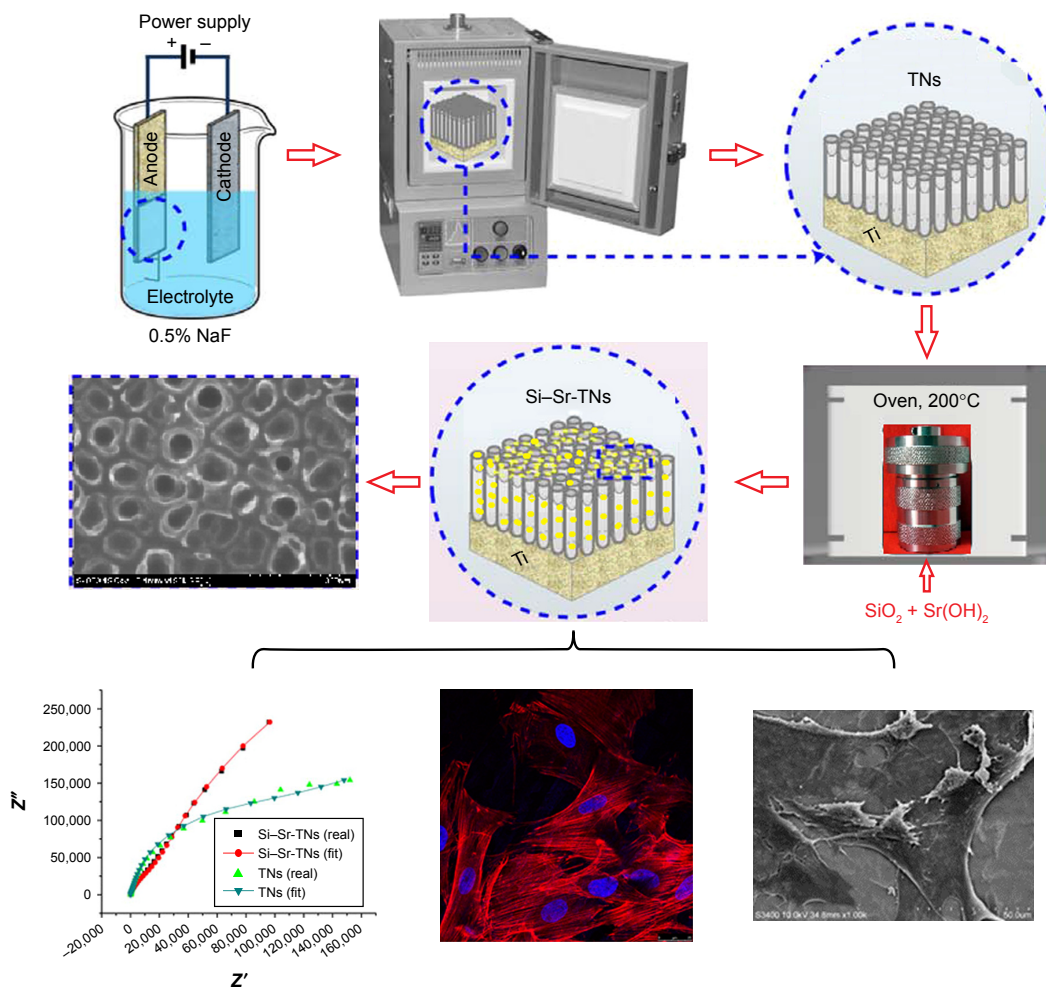 Power supply
+ –
Anode
Cathode
Electrolyte
0.5% NaF
TNs
Ti
Oven, 200°C
SiO₂ + Sr(OH)₂
Si–Sr-TNs
Ti
250,000
200,000
150,000
100,000
50,000
0
Z″
Si–Sr-TNs (real)
Si–Sr-TNs (fit)
TNs (real)
TNs (fit)
–20,000
0
20,000
40,000
60,000
80,000
100,000
120,000
140,000
160,000
Z′
S3400 10.0kV 34.8mm x1.00k
50.0um